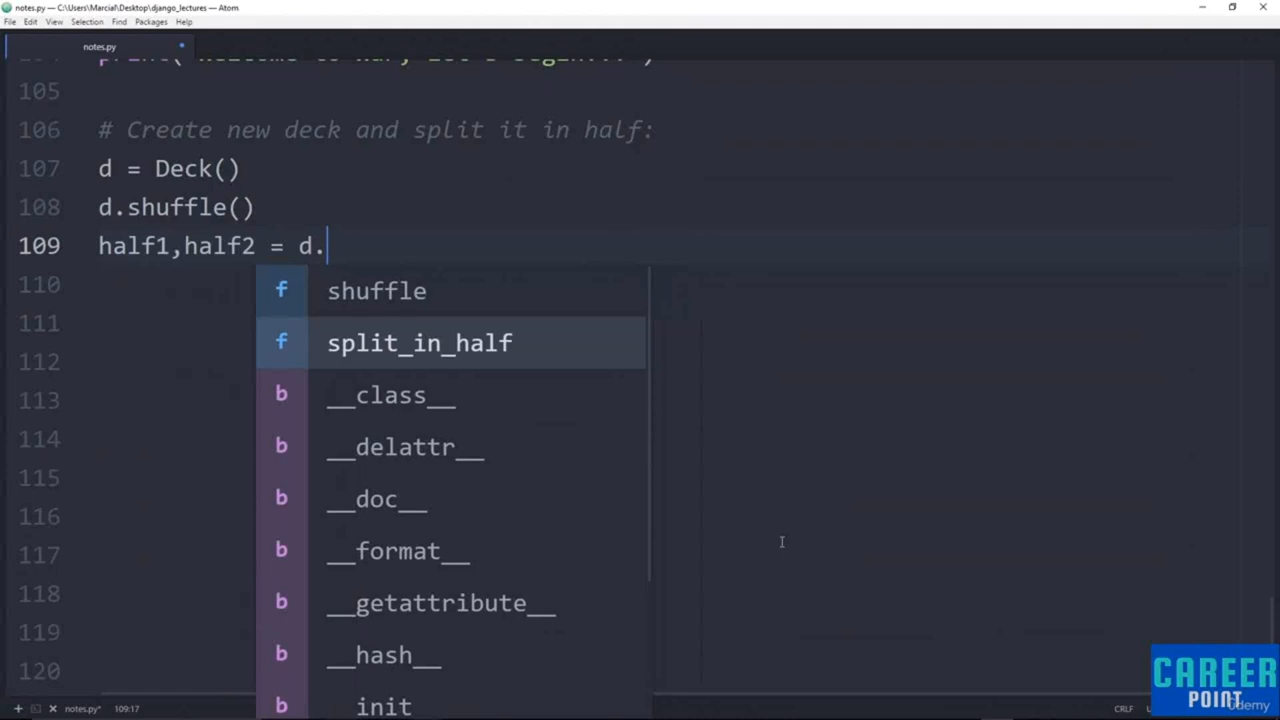 notes.py — C:\Users\Marcial\Desktop\django_lectures — Atom
File Edit View Selection Find Packages Help
notes.py
105
106 # Create new deck and split it in half:
107 d = Deck()
108 d.shuffle()
109 half1,half2 = d.
110
f shuffle
111
f split_in_half
112
113 b __class__
114 b __delattr__
115 b __doc__
116
117 b __format__
118 b __getattribute__
119 b __hash__
120
b init
CAREER
POINT
Udemy
notes.py* 109:17
CRLF